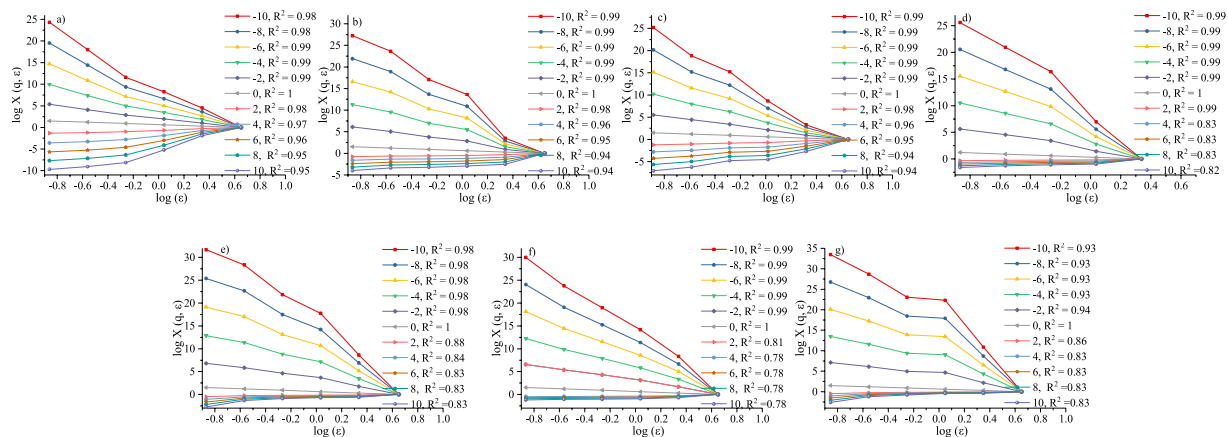 a)
log X (q, ε)
25
20
15
10
5
0
-5
-10
-0.8 -0.6 -0.4 -0.2 0.0 0.2 0.4 0.6 0.8 1.0
log (ε)
-10, R² = 0.98
-8, R² = 0.98
-6, R² = 0.99
-4, R² = 0.99
-2, R² = 0.99
0, R² = 1
2, R² = 0.98
4, R² = 0.97
6, R² = 0.96
8, R² = 0.95
10, R² = 0.95
b)
30
25
20
15
10
5
0
-5
-0.8 -0.6 -0.4 -0.2 0.0 0.2 0.4 0.6 0.8 1.0
log (ε)
-10, R² = 0.99
-8, R² = 0.99
-6, R² = 0.99
-4, R² = 0.99
-2, R² = 0.99
0, R² = 1
2, R² = 0.98
4, R² = 0.96
6, R² = 0.95
8, R² = 0.94
10, R² = 0.94
c)
25
20
15
10
5
0
-5
-0.8 -0.6 -0.4 -0.2 0.0 0.2 0.4 0.6 0.8 1.0
log (ε)
-10, R² = 0.99
-8, R² = 0.99
-6, R² = 0.99
-4, R² = 0.99
-2, R² = 0.99
0, R² = 1
2, R² = 0.98
4, R² = 0.96
6, R² = 0.95
8, R² = 0.94
10, R² = 0.94
d)
25
20
15
10
5
0
-5
-0.8 -0.6 -0.4 -0.2 0.0 0.2 0.4 0.6
log (ε)
-10, R² = 0.99
-8, R² = 0.99
-6, R² = 0.99
-4, R² = 0.99
-2, R² = 0.99
0, R² = 1
2, R² = 0.99
4, R² = 0.83
6, R² = 0.83
8, R² = 0.83
10, R² = 0.82
e)
log X (q, ε)
30
25
20
15
10
5
0
-0.8 -0.6 -0.4 -0.2 0.0 0.2 0.4 0.6 0.8 1.0
log (ε)
-10, R² = 0.98
-8, R² = 0.98
-6, R² = 0.98
-4, R² = 0.98
-2, R² = 0.98
0, R² = 1
2, R² = 0.88
4, R² = 0.84
6, R² = 0.83
8, R² = 0.83
10, R² = 0.83
f)
log X (q, ε)
30
25
20
15
10
5
0
-0.8 -0.6 -0.4 -0.2 0.0 0.2 0.4 0.6 0.8 1.0
log (ε)
-10, R² = 0.99
-8, R² = 0.99
-6, R² = 0.99
-4, R² = 0.99
-2, R² = 0.99
0, R² = 1
2, R² = 0.81
4, R² = 0.78
6, R² = 0.78
8, R² = 0.78
10, R² = 0.78
g)
log X (q, ε)
35
30
25
20
15
10
5
0
-5
-0.8 -0.6 -0.4 -0.2 0.0 0.2 0.4 0.6 0.8 1.0
log (ε)
-10, R² = 0.93
-8, R² = 0.93
-6, R² = 0.93
-4, R² = 0.93
-2, R² = 0.94
0, R² = 1
2, R² = 0.86
4, R² = 0.83
6, R² = 0.83
8, R² = 0.83
10, R² = 0.83